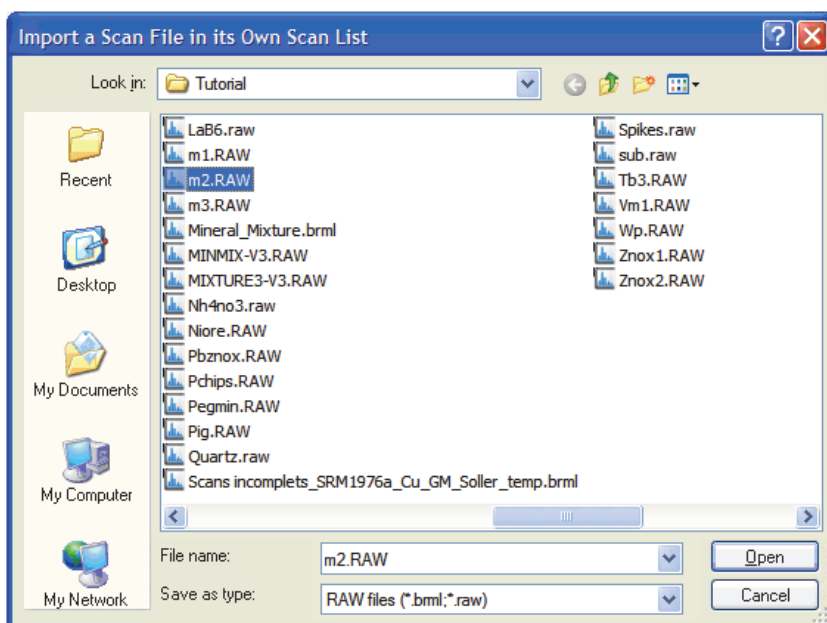 Import a Scan File in its Own Scan List
Look in:
Tutorial
Recent
Desktop
My Documents
My Computer
My Network
LaB6.raw
m1.RAW
m2.RAW
m3.RAW
Mineral_Mixture.brml
MINMIX-V3.RAW
MIXTURE3-V3.RAW
Nh4no3.raw
Niore.RAW
Pbznox.RAW
Pchips.RAW
Pegmin.RAW
Pig.RAW
Quartz.raw
Scans incomplets_SRM1976a_Cu_GM_Soller_temp.brml
Spikes.raw
sub.raw
Tb3.RAW
Vm1.RAW
Wp.RAW
Znox1.RAW
Znox2.RAW
File name:
m2.RAW
Open
Save as type:
RAW files (*.brml;*.raw)
Cancel